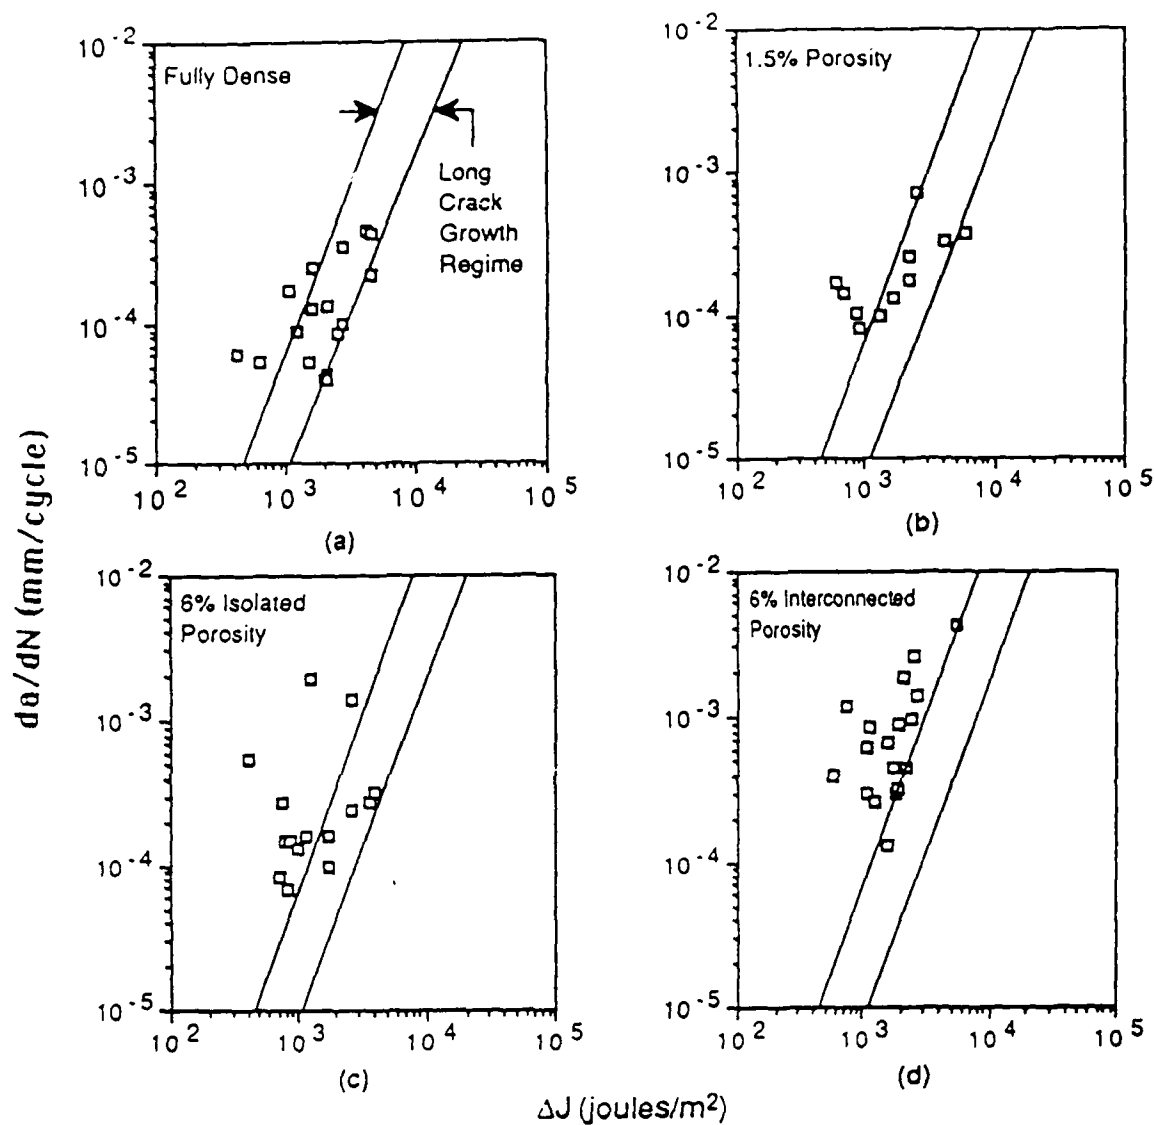 da/dN (mm/cycle)
10-2
10-3
10-4
10-5
Fully Dense
Long
Crack
Growth
Regime
10 2
10 3
10 4
10 5
(a)
10-2
10-3
10-4
10-5
1.5% Porosity
10 2
10 3
10 4
10 5
(b)
10-2
10-3
10-4
10-5
6% Isolated
Porosity
10 2
10 3
10 4
10 5
(c)
10-2
10-3
10-4
10-5
6% Interconnected
Porosity
10 2
10 3
10 4
10 5
(d)
ΔJ (joules/m2)